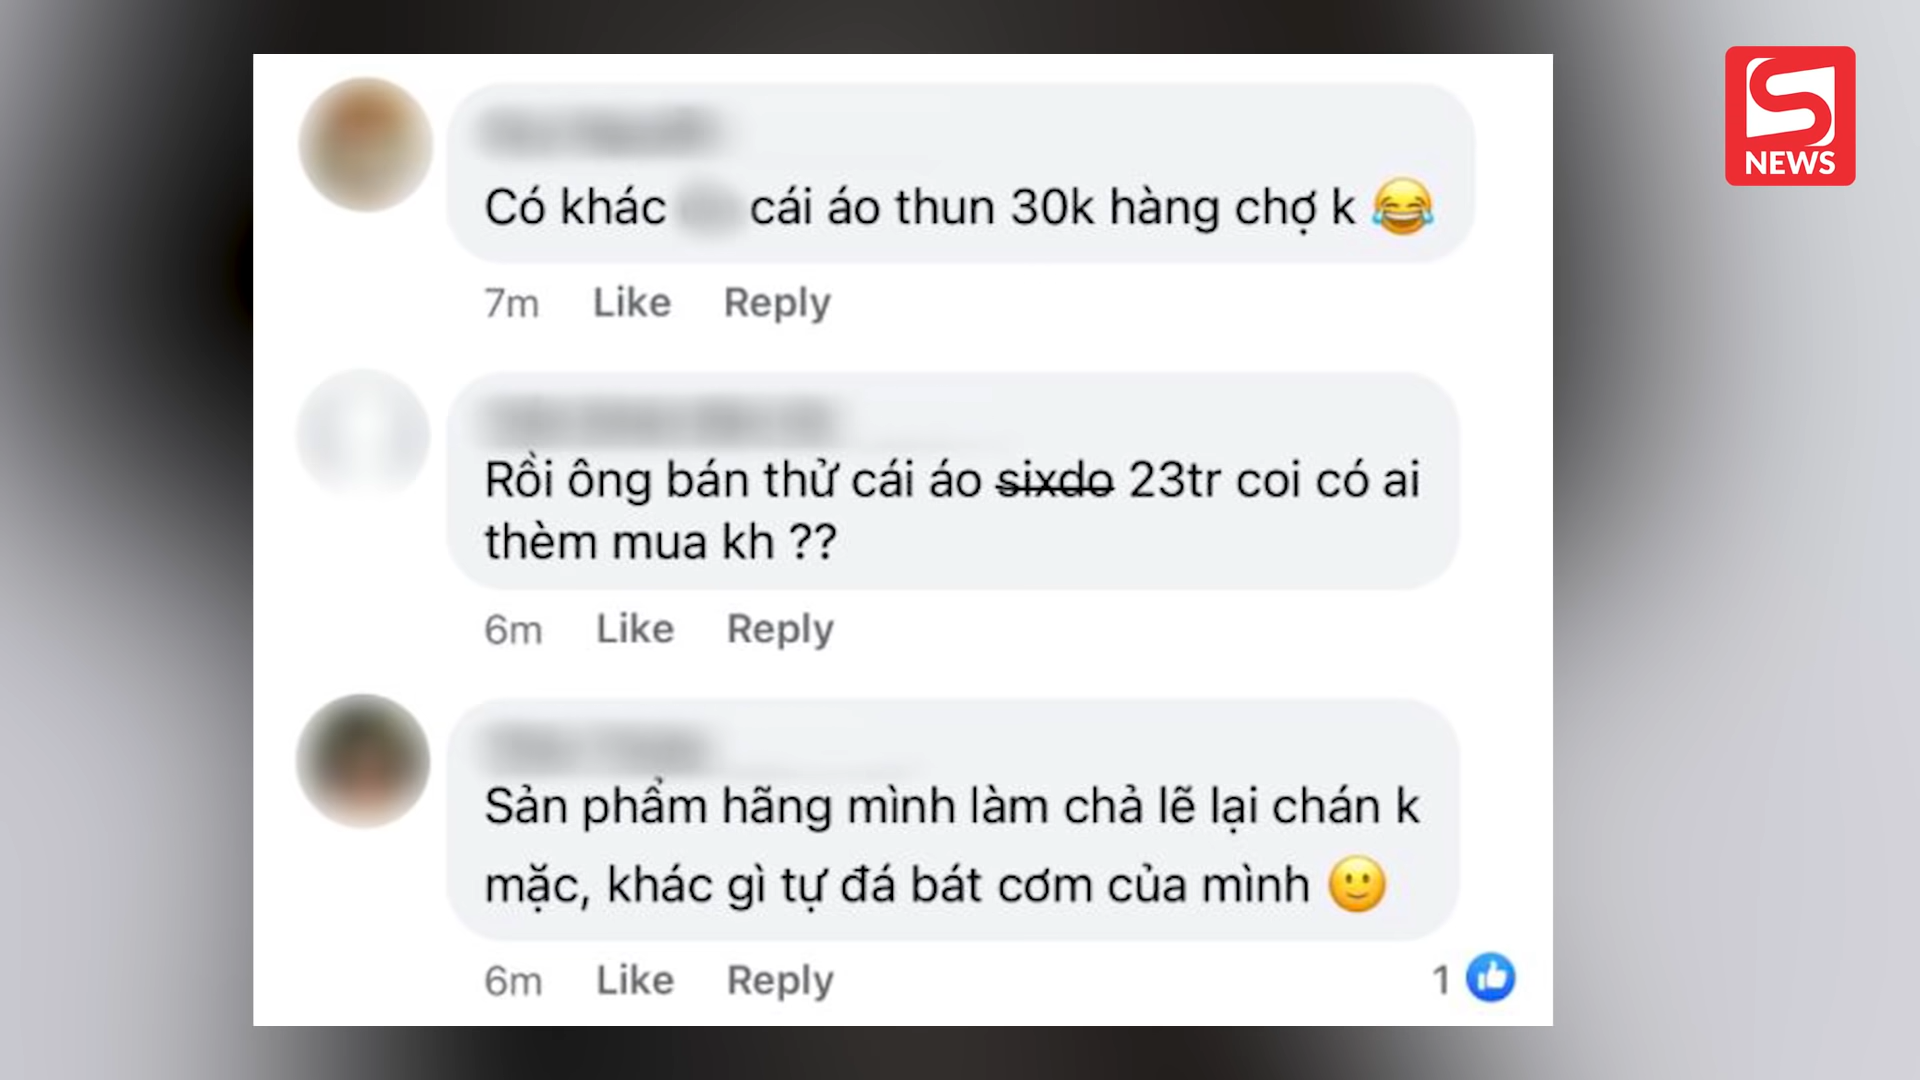 S
NEWS
Có khác cái áo thun 30k hàng chợ k 😂
7m Like Reply
Rồi ông bán thử cái áo sixdo 23tr coi có ai
thèm mua kh ??
6m Like Reply
Sản phẩm hãng mình làm chả lẽ lại chán k
mặc, khác gì tự đá bát cơm của mình 🙂
6m Like Reply 1